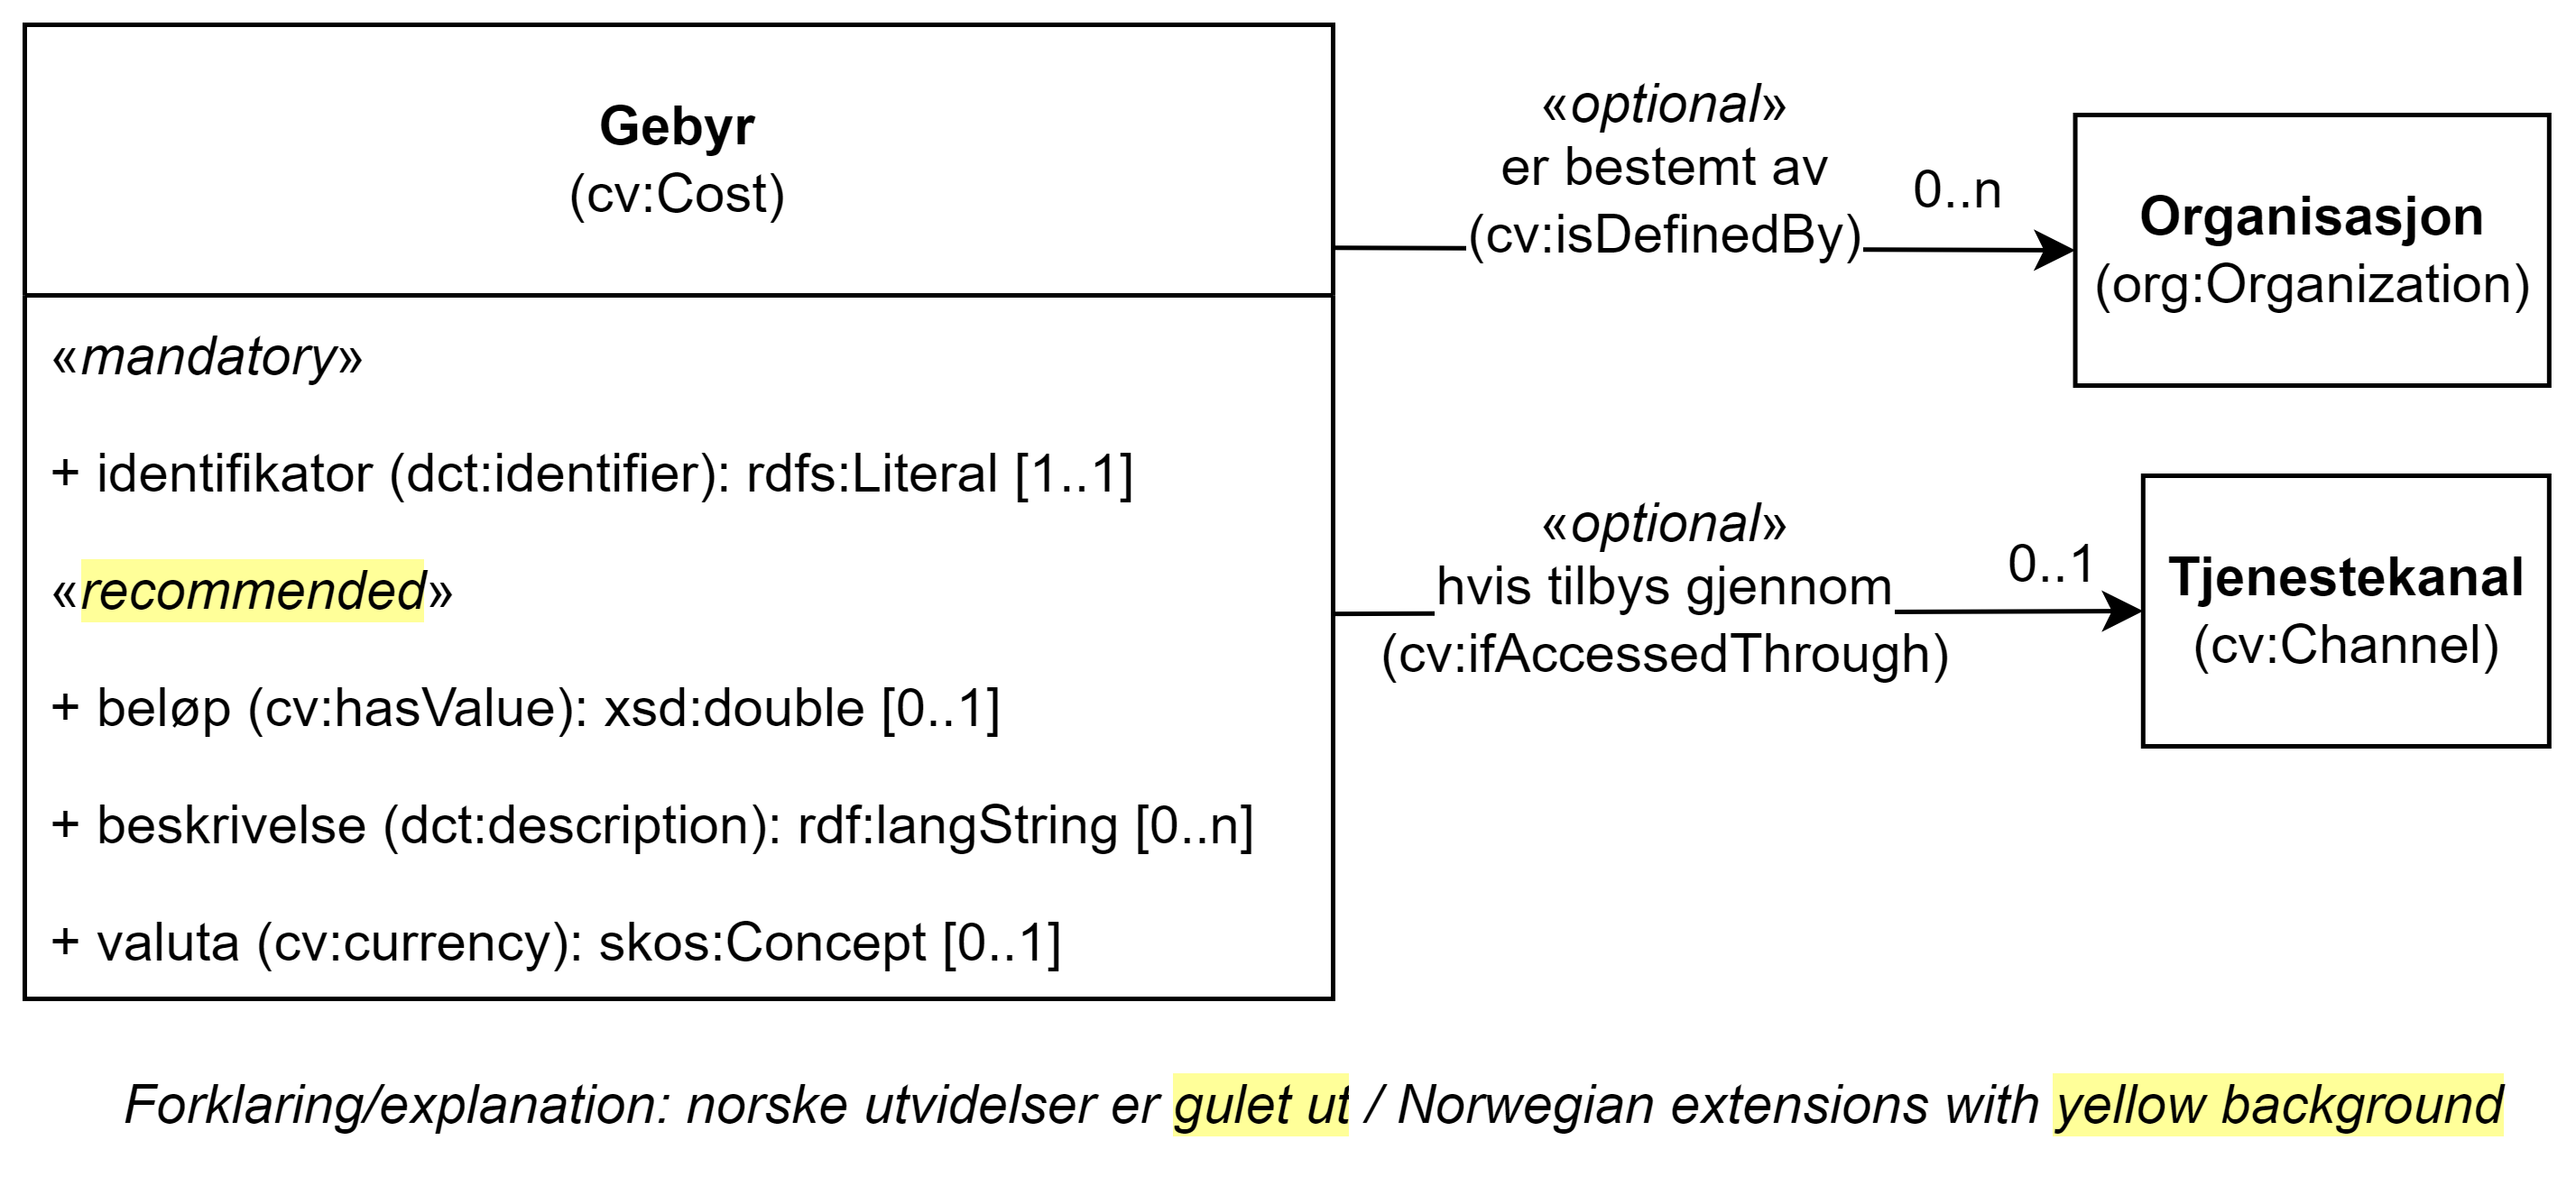 Gebyr
(cv:Cost)
«mandatory»
+ identifikator (dct:identifier): rdfs:Literal [1..1]
«recommended»
+ beløp (cv:hasValue): xsd:double [0..1]
+ beskrivelse (dct:description): rdf:langString [0..n]
+ valuta (cv:currency): skos:Concept [0..1]
«optional»
er bestemt av
(cv:isDefinedBy)
0..n
Organisasjon
(org:Organization)
«optional»
hvis tilbys gjennom
(cv:ifAccessedThrough)
0..1
Tjenestekanal
(cv:Channel)
Forklaring/explanation: norske utvidelser er gulet ut / Norwegian extensions with yellow background